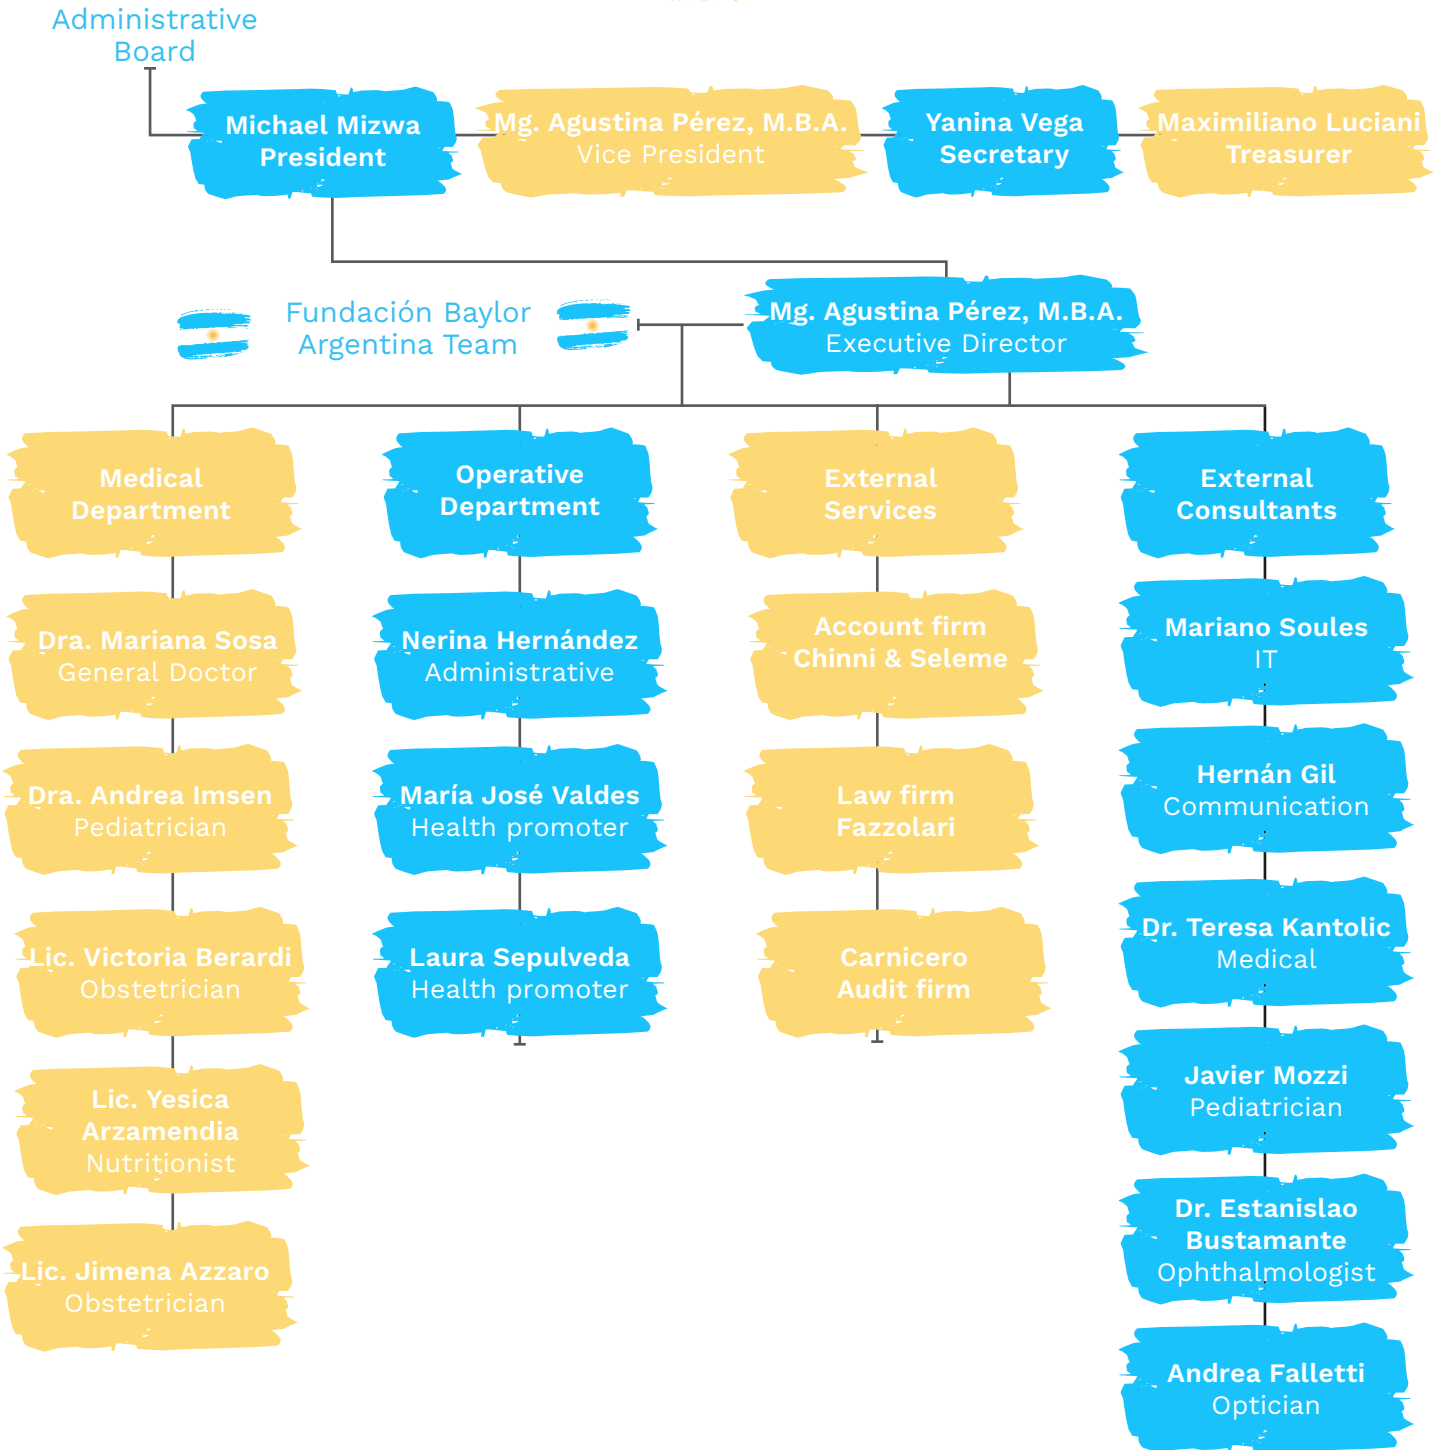 Administrative
Board
Michael Mizwa
President
Mg. Agustina Pérez, M.B.A.
Vice President
Yanina Vega
Secretary
Maximiliano Luciani
Treasurer
Fundación Baylor
Argentina Team
Mg. Agustina Pérez, M.B.A.
Executive Director
Medical
Department
Dra. Mariana Sosa
General Doctor
Dra. Andrea Imsen
Pediatrician
Lic. Victoria Berardi
Obstetrician
Lic. Yesica
Arzamendia
Nutritionist
Lic. Jimena Azzaro
Obstetrician
Operative
Department
Nerina Hernández
Administrative
María José Valdes
Health promoter
Laura Sepulveda
Health promoter
External
Services
Account firm
Chinni & Seleme
Law firm
Fazzolari
Carnicero
Audit firm
External
Consultants
Mariano Soules
IT
Hernán Gil
Communication
Dr. Teresa Kantolic
Medical
Javier Mozzi
Pediatrician
Dr. Estanislao
Bustamante
Ophthalmologist
Andrea Falletti
Optician